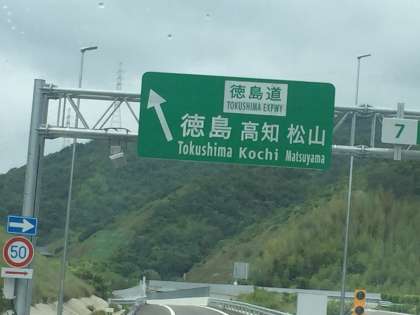 徳島道
TOKUSHIMA EXPWY
徳島 高知 松山
Tokushima Kochi Matsuyama
7
50